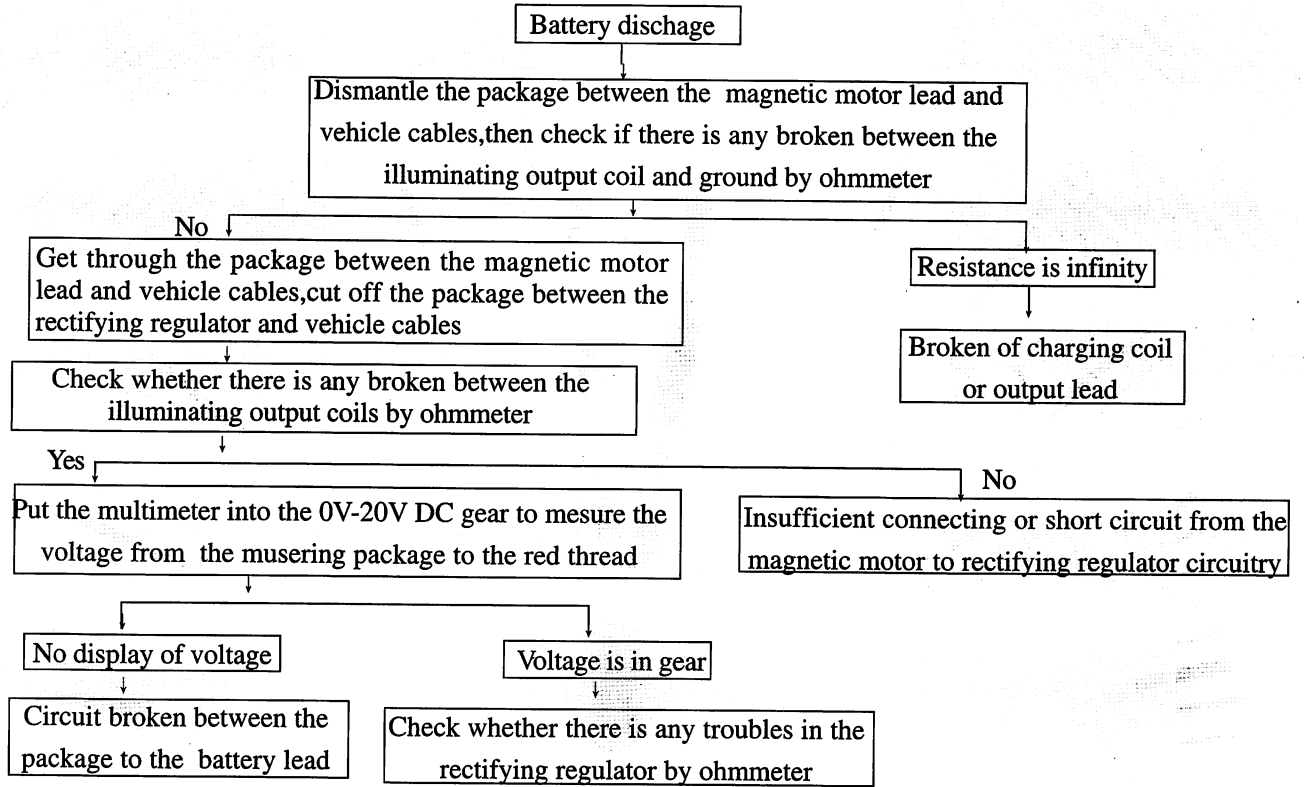 Battery dischage
Dismantle the package between the magnetic motor lead and
vehicle cables,then check if there is any broken between the
illuminating output coil and ground by ohmmeter
No
Get through the package between the magnetic motor
lead and vehicle cables,cut off the package between the
rectifying regulator and vehicle cables
Resistance is infinity
Broken of charging coil
or output lead
Check whether there is any broken between the
illuminating output coils by ohmmeter
Yes
No
Put the multimeter into the 0V-20V DC gear to mesure the
voltage from the musering package to the red thread
Insufficient connecting or short circuit from the
magnetic motor to rectifying regulator circuitry
No display of voltage
Voltage is in gear
Circuit broken between the
package to the battery lead
Check whether there is any troubles in the
rectifying regulator by ohmmeter